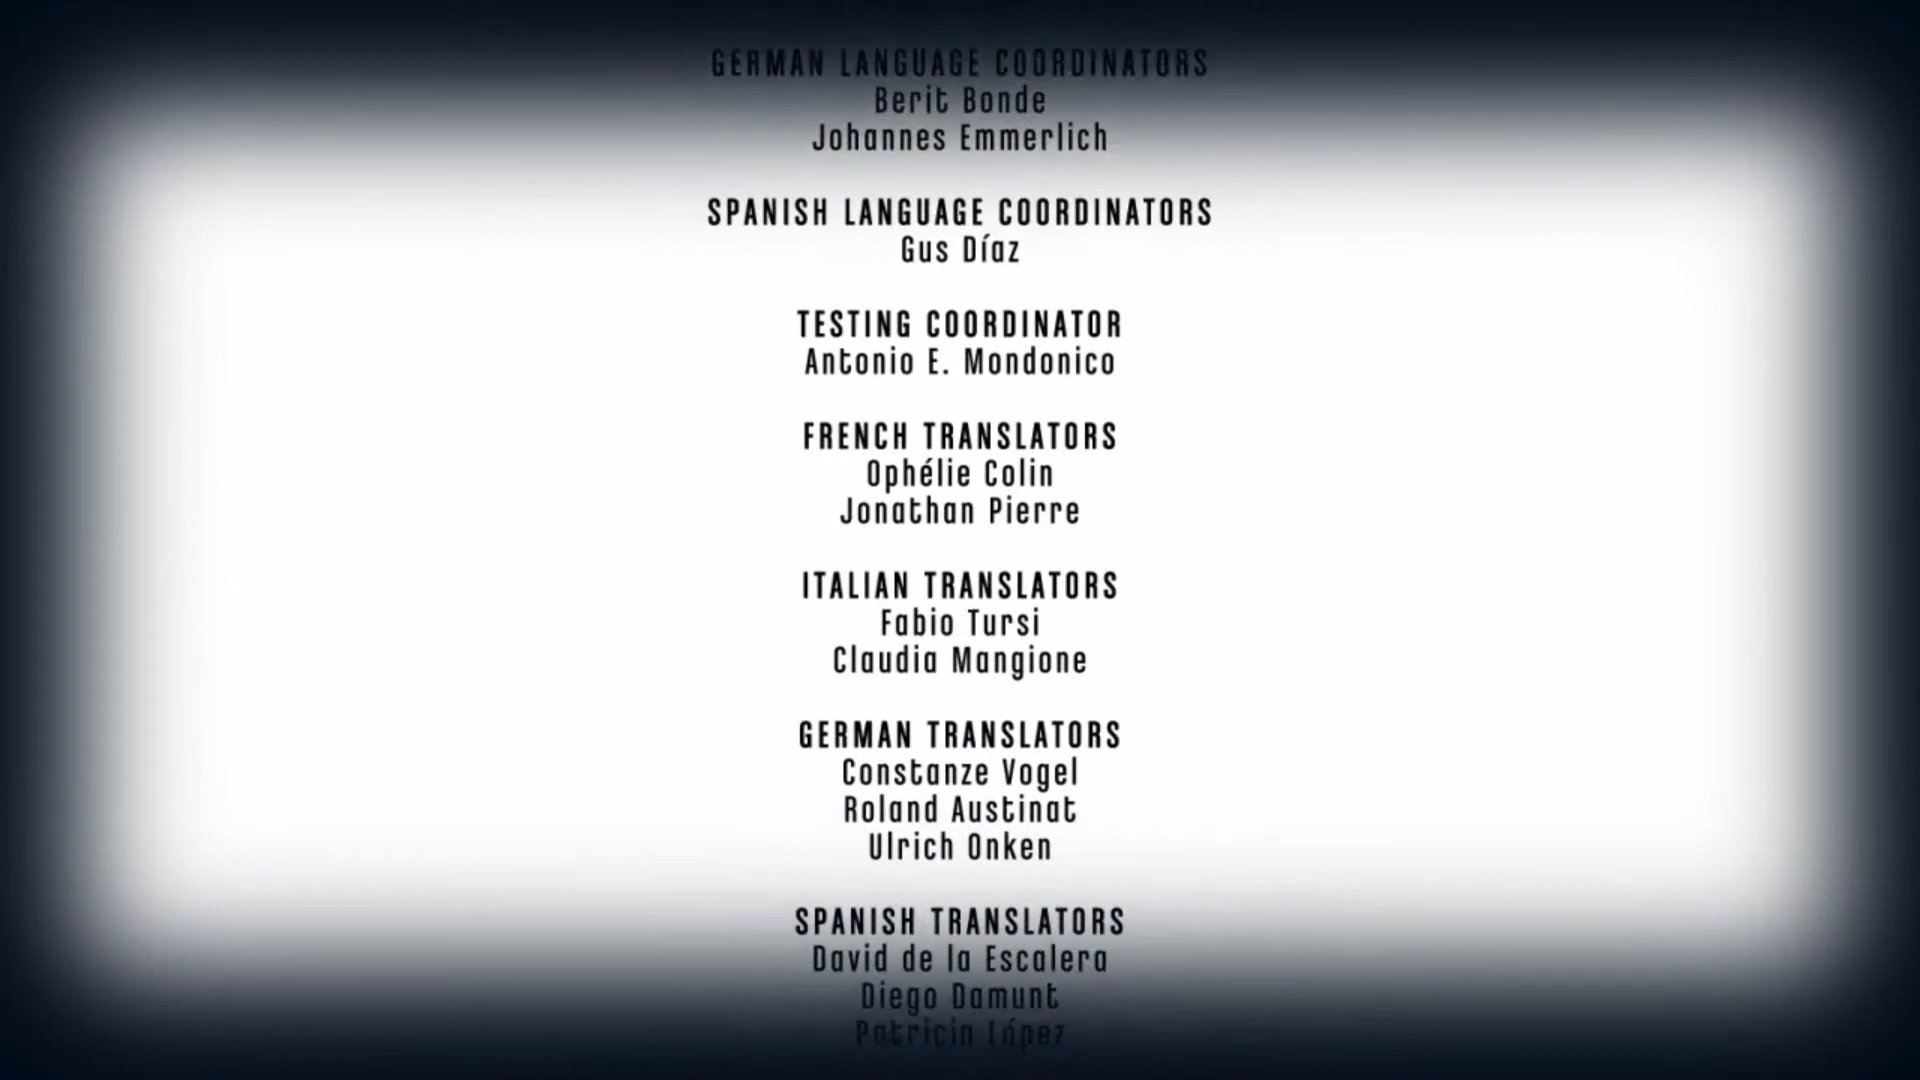 GERMAN LANGUAGE COORDINATORS
Berit Bonde
Johannes Emmerlich
SPANISH LANGUAGE COORDINATORS
Gus Díaz
TESTING COORDINATOR
Antonio E. Mondonico
FRENCH TRANSLATORS
Ophélie Colin
Jonathan Pierre
ITALIAN TRANSLATORS
Fabio Tursi
Claudia Mangione
GERMAN TRANSLATORS
Constanze Vogel
Roland Austinat
Ulrich Onken
SPANISH TRANSLATORS
David de la Escalera
Diego Damunt
Patricia López